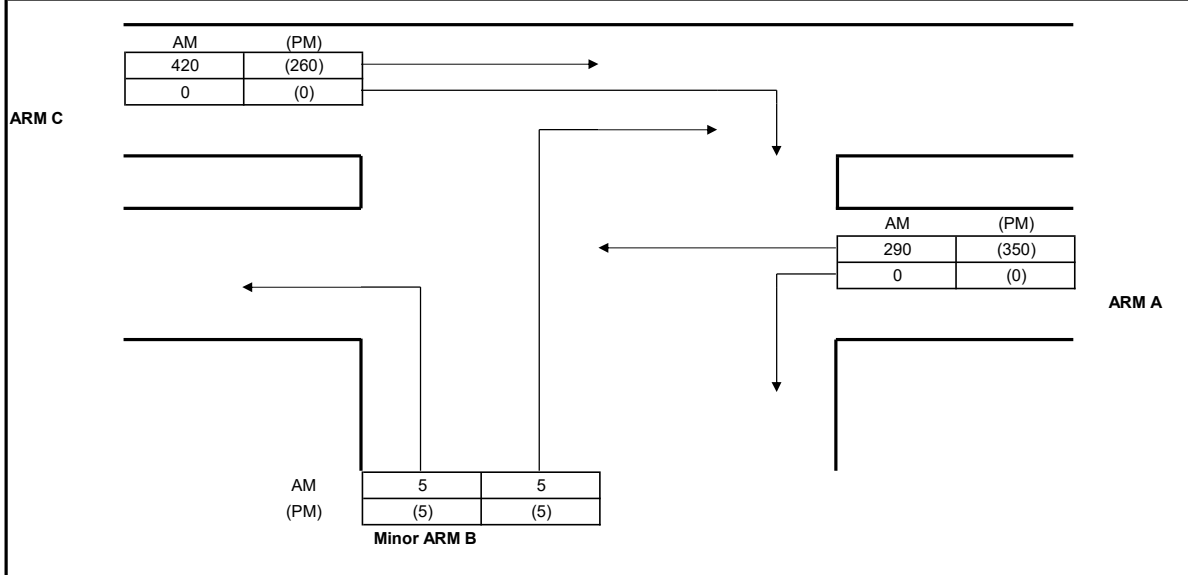 AM (PM)
420 (260)
0 (0)
ARM C
AM (PM)
290 (350)
0 (0)
ARM A
AM 5 5
(PM) (5) (5)
Minor ARM B